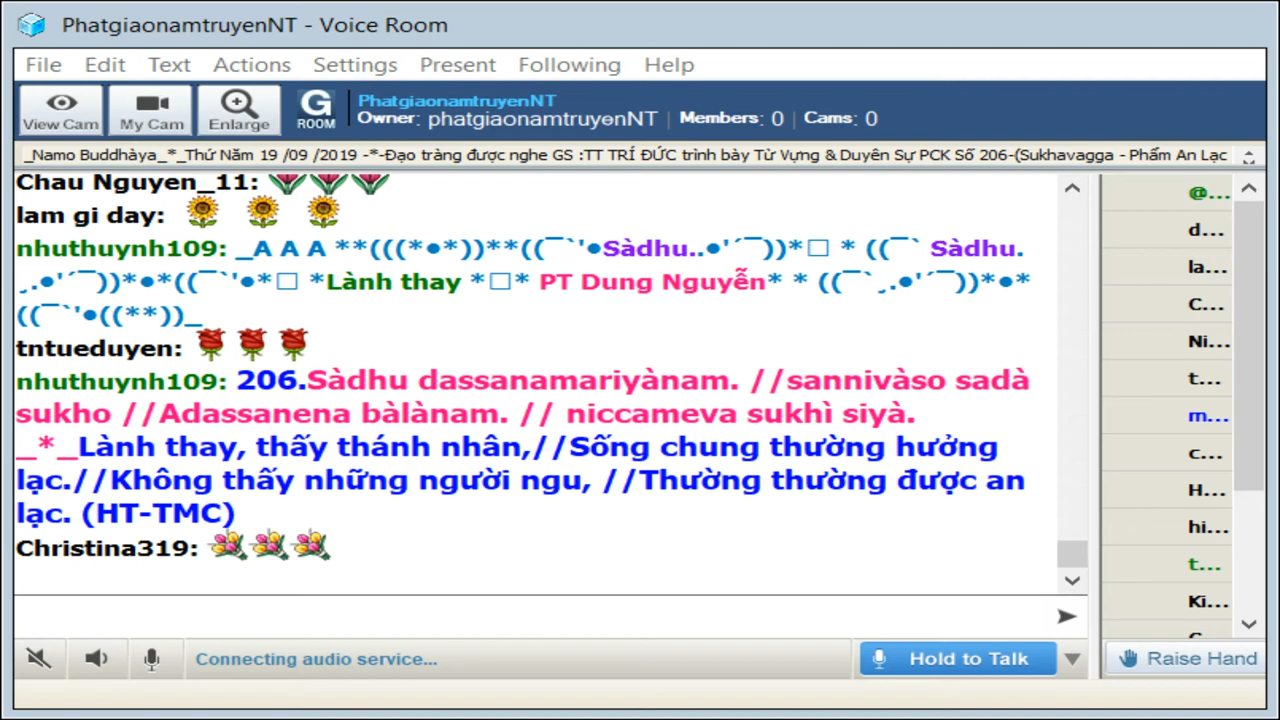 PhatgiaonamtruyenNT - Voice Room
File Edit Text Actions Settings Present Following Help
View Cam My Cam Enlarge G ROOM
PhatgiaonamtruyenNT
Owner: phatgiaonamtruyenNT | Members: 0 | Cams: 0
_Namo Buddhàya_*_Thứ Năm 19 /09 /2019 -*-Đạo tràng được nghe GS :TT TRÍ ĐỨC trình bày Từ Vựng & Duyên Sự PCK Số 206-(Sukhavagga - Phẩm An Lạc
Chau Nguyen_11:
lam gi day:
nhuthuynh109: _A A A **(((*●*))**((¯`'●Sàdhu..●'´¯))*□ * ((¯` Sàdhu.
¸.●'´¯))*●*((¯`'●*□ *Lành thay *□* PT Dung Nguyễn* * ((¯`¸.●'´¯))*●*
((¯`'●((**))_
tntueduyen:
nhuthuynh109: 206.Sàdhu dassanamariyànam. //sannivàso sadà
sukho //Adassanena bàlànam. // niccameva sukhì siyà.
_*_Lành thay, thấy thánh nhân,//Sống chung thường hưởng
lạc.//Không thấy những người ngu, //Thường thường được an
lạc. (HT-TMC)
Christina319:
@...
d...
la...
C...
Ni...
t...
m...
c...
H...
hi...
t...
Ki...
Connecting audio service...
Hold to Talk
Raise Hand